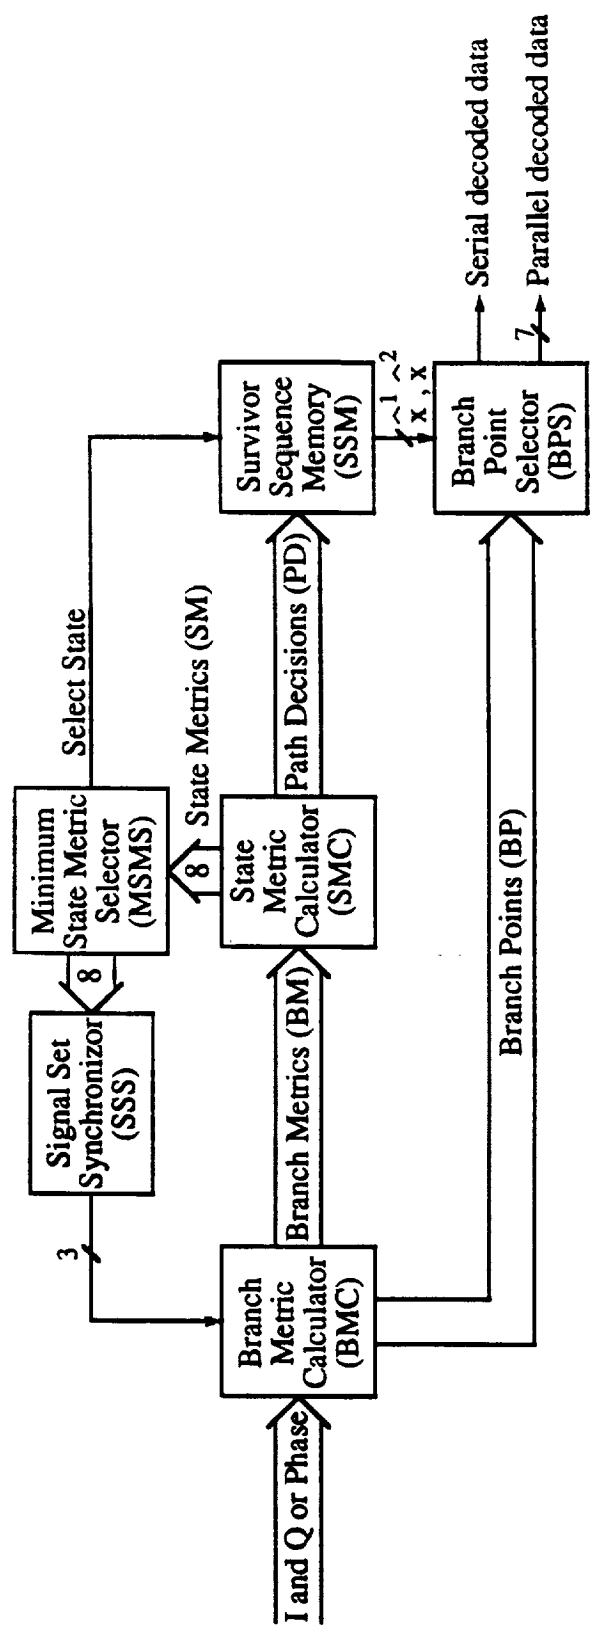 Signal Set
Synchronizor
(SSS)
8
Minimum
State Metric
Selector
(MSMS)
Select State
3
8
State Metrics (SM)
I and Q or Phase
Branch
Metric
Calculator
(BMC)
Branch Metrics (BM)
State
Metric
Calculator
(SMC)
Path Decisions (PD)
Survivor
Sequence
Memory
(SSM)
x̂¹, x̂²
Branch Points (BP)
Branch
Point
Selector
(BPS)
Serial decoded data
7
Parallel decoded data